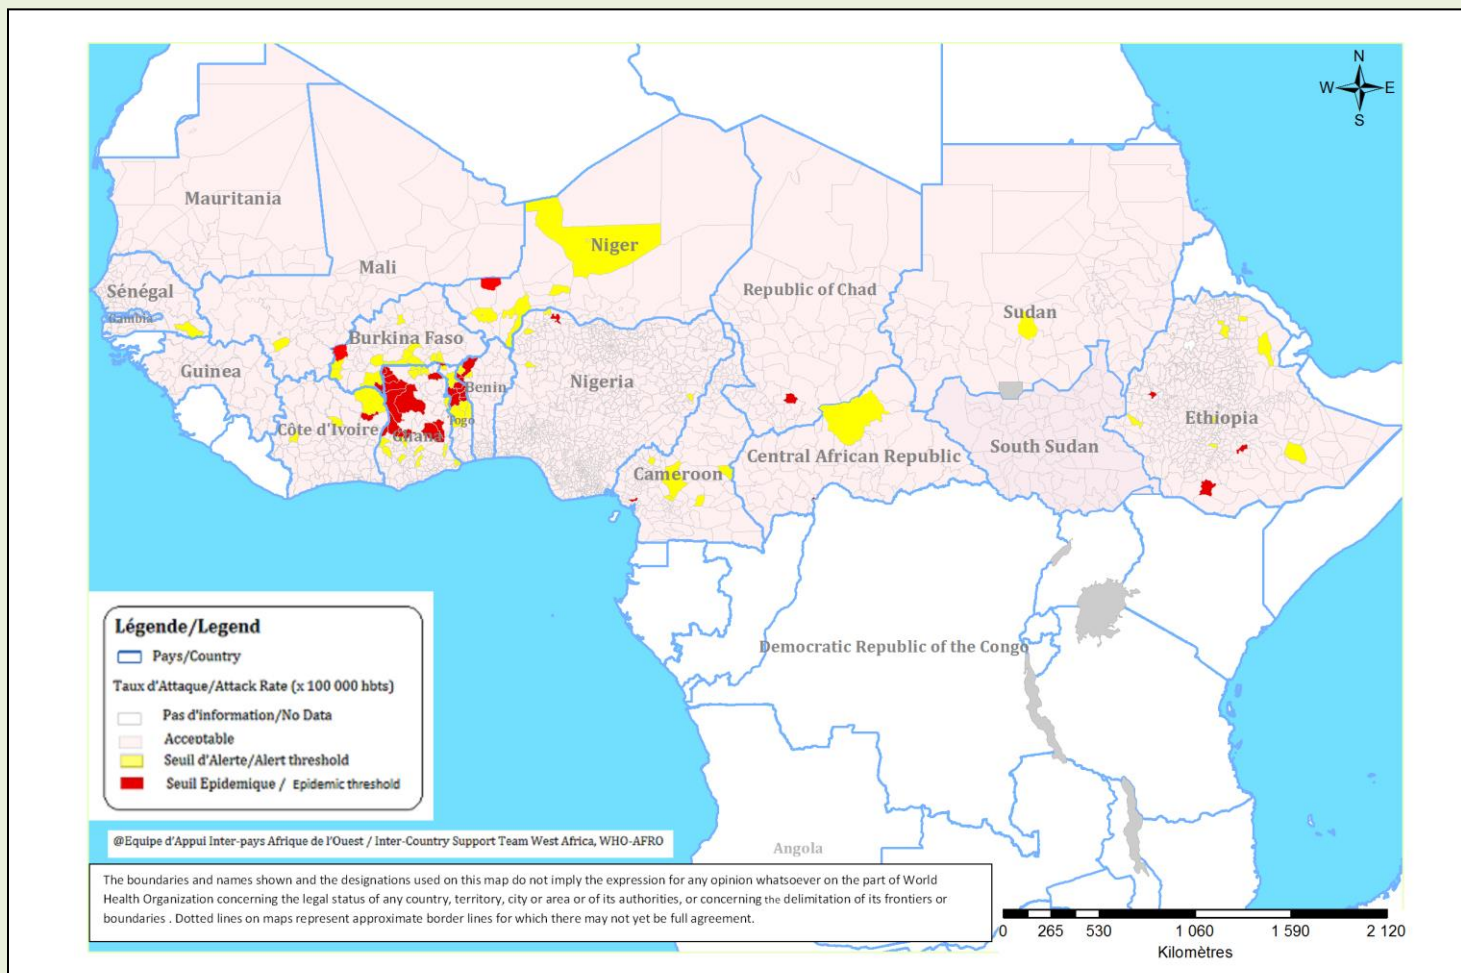 N
W E
S
Mauritania
Mali
Niger
Sénégal
Gambia
Republic of Chad
Sudan
Burkina Faso
Guinea
Benin
Nigeria
Togo
Côte d'Ivoire
Ghana
Ethiopia
South Sudan
Central African Republic
Cameroon
Democratic Republic of the Congo
Angola
Légende/Legend
Pays/Country
Taux d'Attaque/Attack Rate (x 100 000 hbts)
Pas d'information/No Data
Acceptable
Seuil d'Alerte/Alert threshold
Seuil Epidemique / Epidemic threshold
@Equipe d'Appui Inter-pays Afrique de l'Ouest / Inter-Country Support Team West Africa, WHO-AFRO
The boundaries and names shown and the designations used on this map do not imply the expression for any opinion whatsoever on the part of World
Health Organization concerning the legal status of any country, territory, city or area or of its authorities, or concerning the delimitation of its frontiers or
boundaries . Dotted lines on maps represent approximate border lines for which there may not yet be full agreement.
0 265 530 1 060 1 590 2 120
Kilomètres